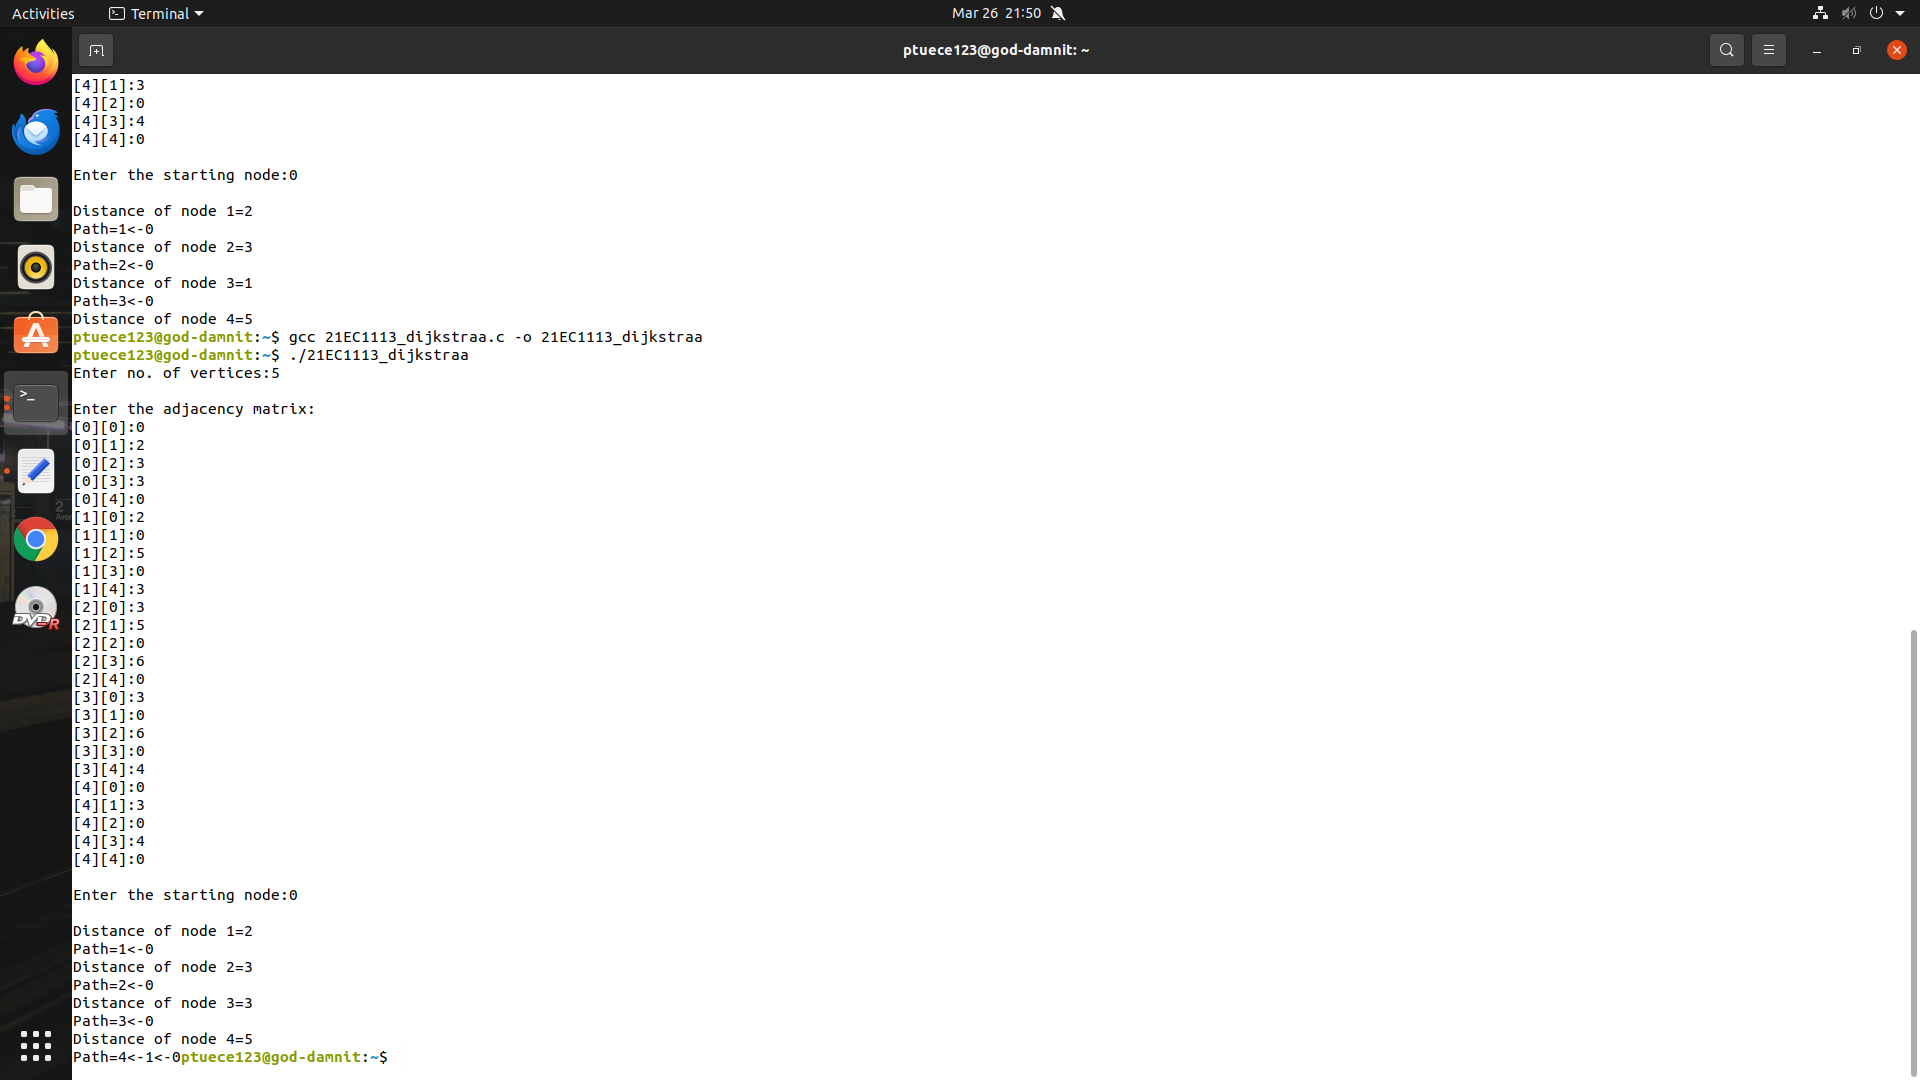 Activities
Terminal
Mar 26 21:50
ptuece123@god-damnit: ~
[4][1]:3
[4][2]:0
[4][3]:4
[4][4]:0
Enter the starting node:0
Distance of node 1=2
Path=1<-0
Distance of node 2=3
Path=2<-0
Distance of node 3=1
Path=3<-0
Distance of node 4=5
ptuece123@god-damnit:~$ gcc 21EC1113_dijkstraa.c -o 21EC1113_dijkstraa
ptuece123@god-damnit:~$ ./21EC1113_dijkstraa
Enter no. of vertices:5
Enter the adjacency matrix:
[0][0]:0
[0][1]:2
[0][2]:3
[0][3]:3
[0][4]:0
[1][0]:2
[1][1]:0
[1][2]:5
[1][3]:0
[1][4]:3
[2][0]:3
[2][1]:5
[2][2]:0
[2][3]:6
[2][4]:0
[3][0]:3
[3][1]:0
[3][2]:6
[3][3]:0
[3][4]:4
[4][0]:0
[4][1]:3
[4][2]:0
[4][3]:4
[4][4]:0
Enter the starting node:0
Distance of node 1=2
Path=1<-0
Distance of node 2=3
Path=2<-0
Distance of node 3=3
Path=3<-0
Distance of node 4=5
Path=4<-1<-0ptuece123@god-damnit:~$
>_
2
DVD-R